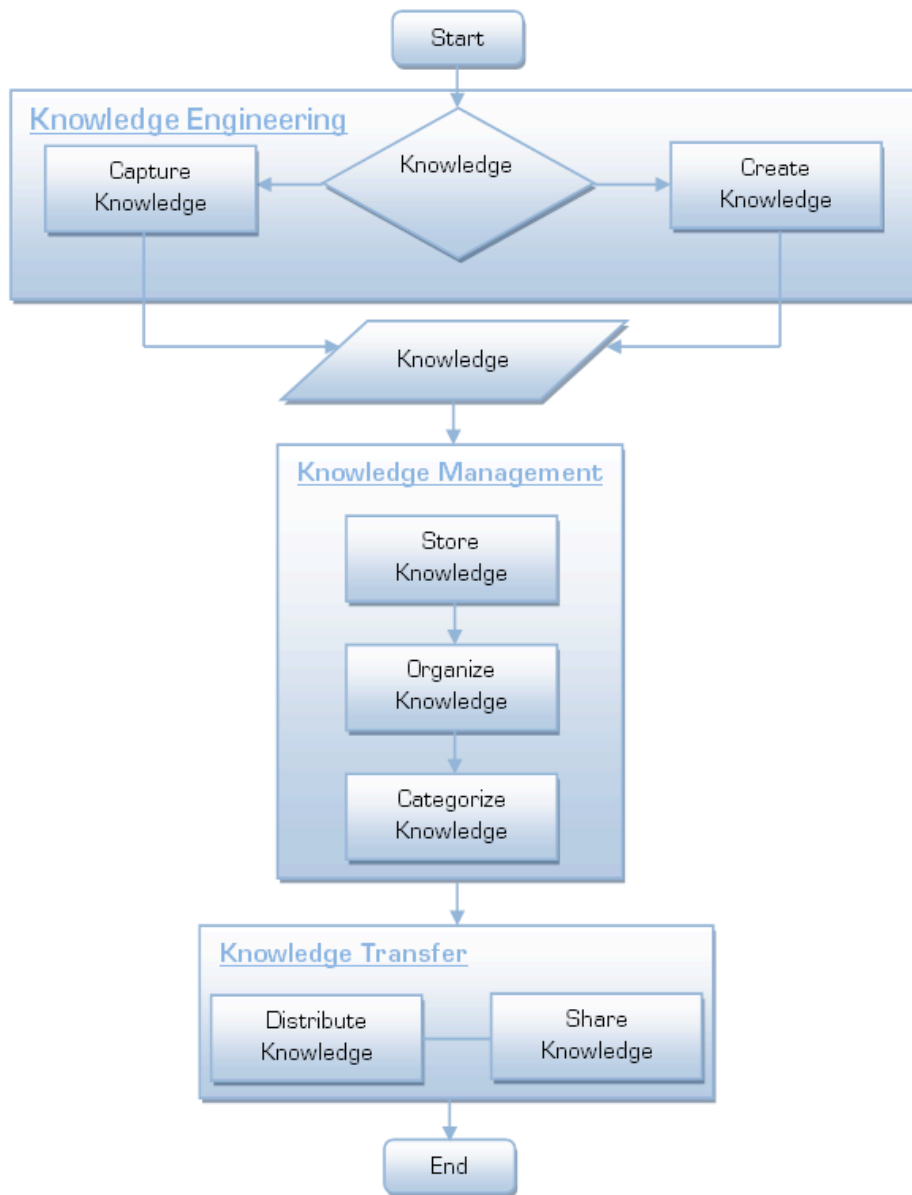 Start
Knowledge Engineering
Capture
Knowledge
Knowledge
Create
Knowledge
Knowledge
Knowledge Management
Store
Knowledge
Organize
Knowledge
Categorize
Knowledge
Knowledge Transfer
Distribute
Knowledge
Share
Knowledge
End